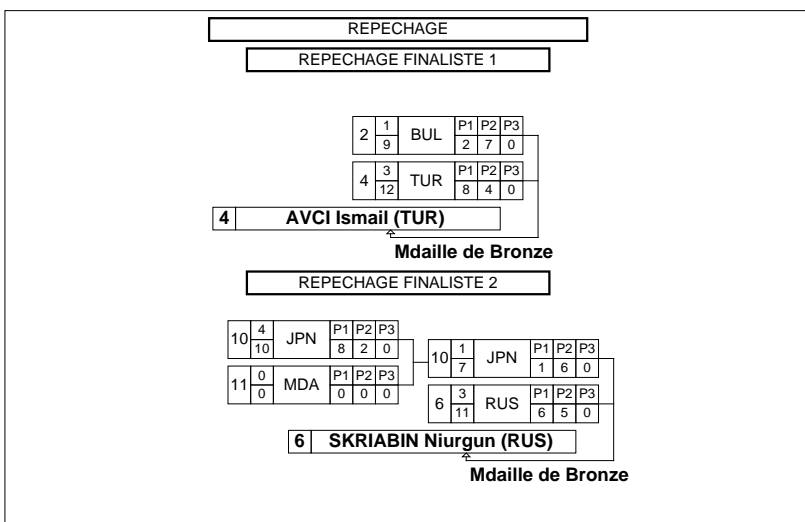 REPECHAGE
REPECHAGE FINALISTE 1
2 1 BUL P1 P2 P3
9 2 7 0
4 3 TUR P1 P2 P3
12 8 4 0
4 AVCI Ismail (TUR)
Mdaille de Bronze
REPECHAGE FINALISTE 2
10 4 JPN P1 P2 P3
10 8 2 0
11 0 MDA P1 P2 P3
0 0 0 0
10 1 JPN P1 P2 P3
7 1 6 0
6 3 RUS P1 P2 P3
11 6 5 0
6 SKRIABIN Niurgun (RUS)
Mdaille de Bronze